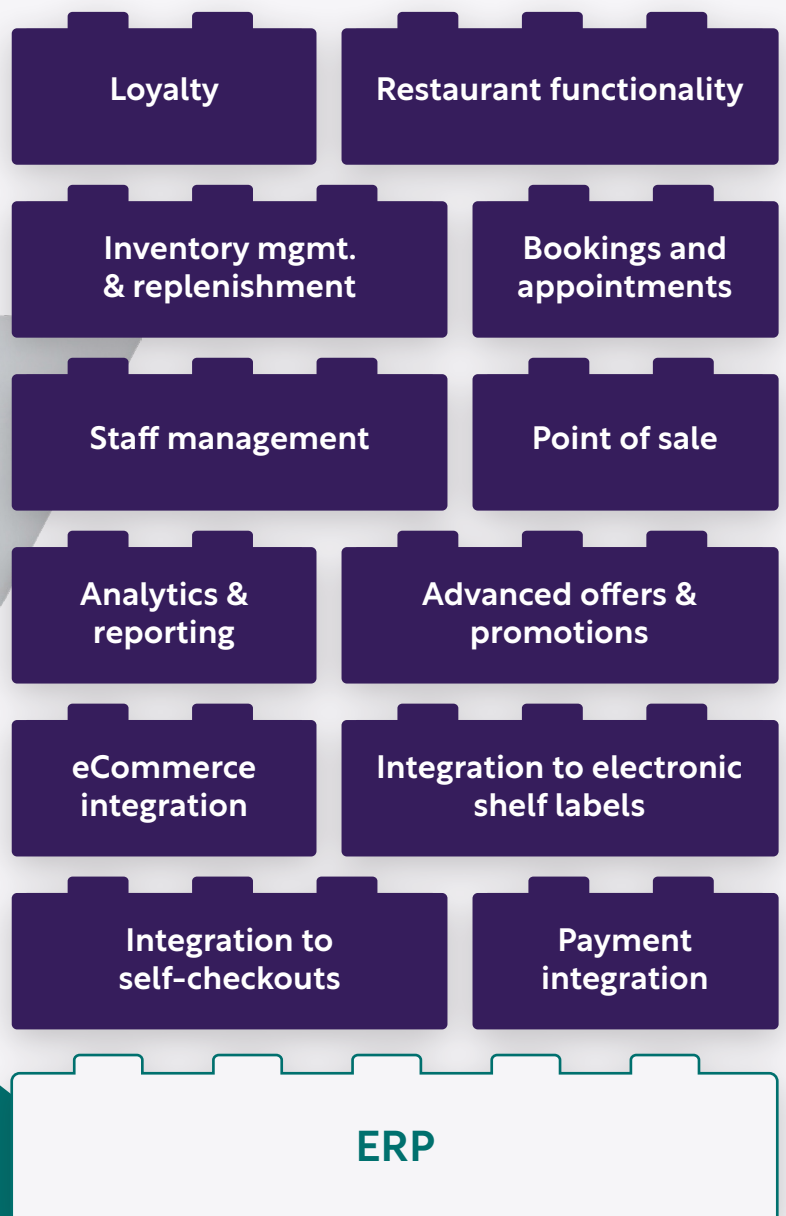 Loyalty
Restaurant functionality
Inventory mgmt.
& replenishment
Bookings and
appointments
Staff management
Point of sale
Analytics &
reporting
Advanced offers &
promotions
eCommerce
integration
Integration to electronic
shelf labels
Integration to
self-checkouts
Payment
integration
ERP